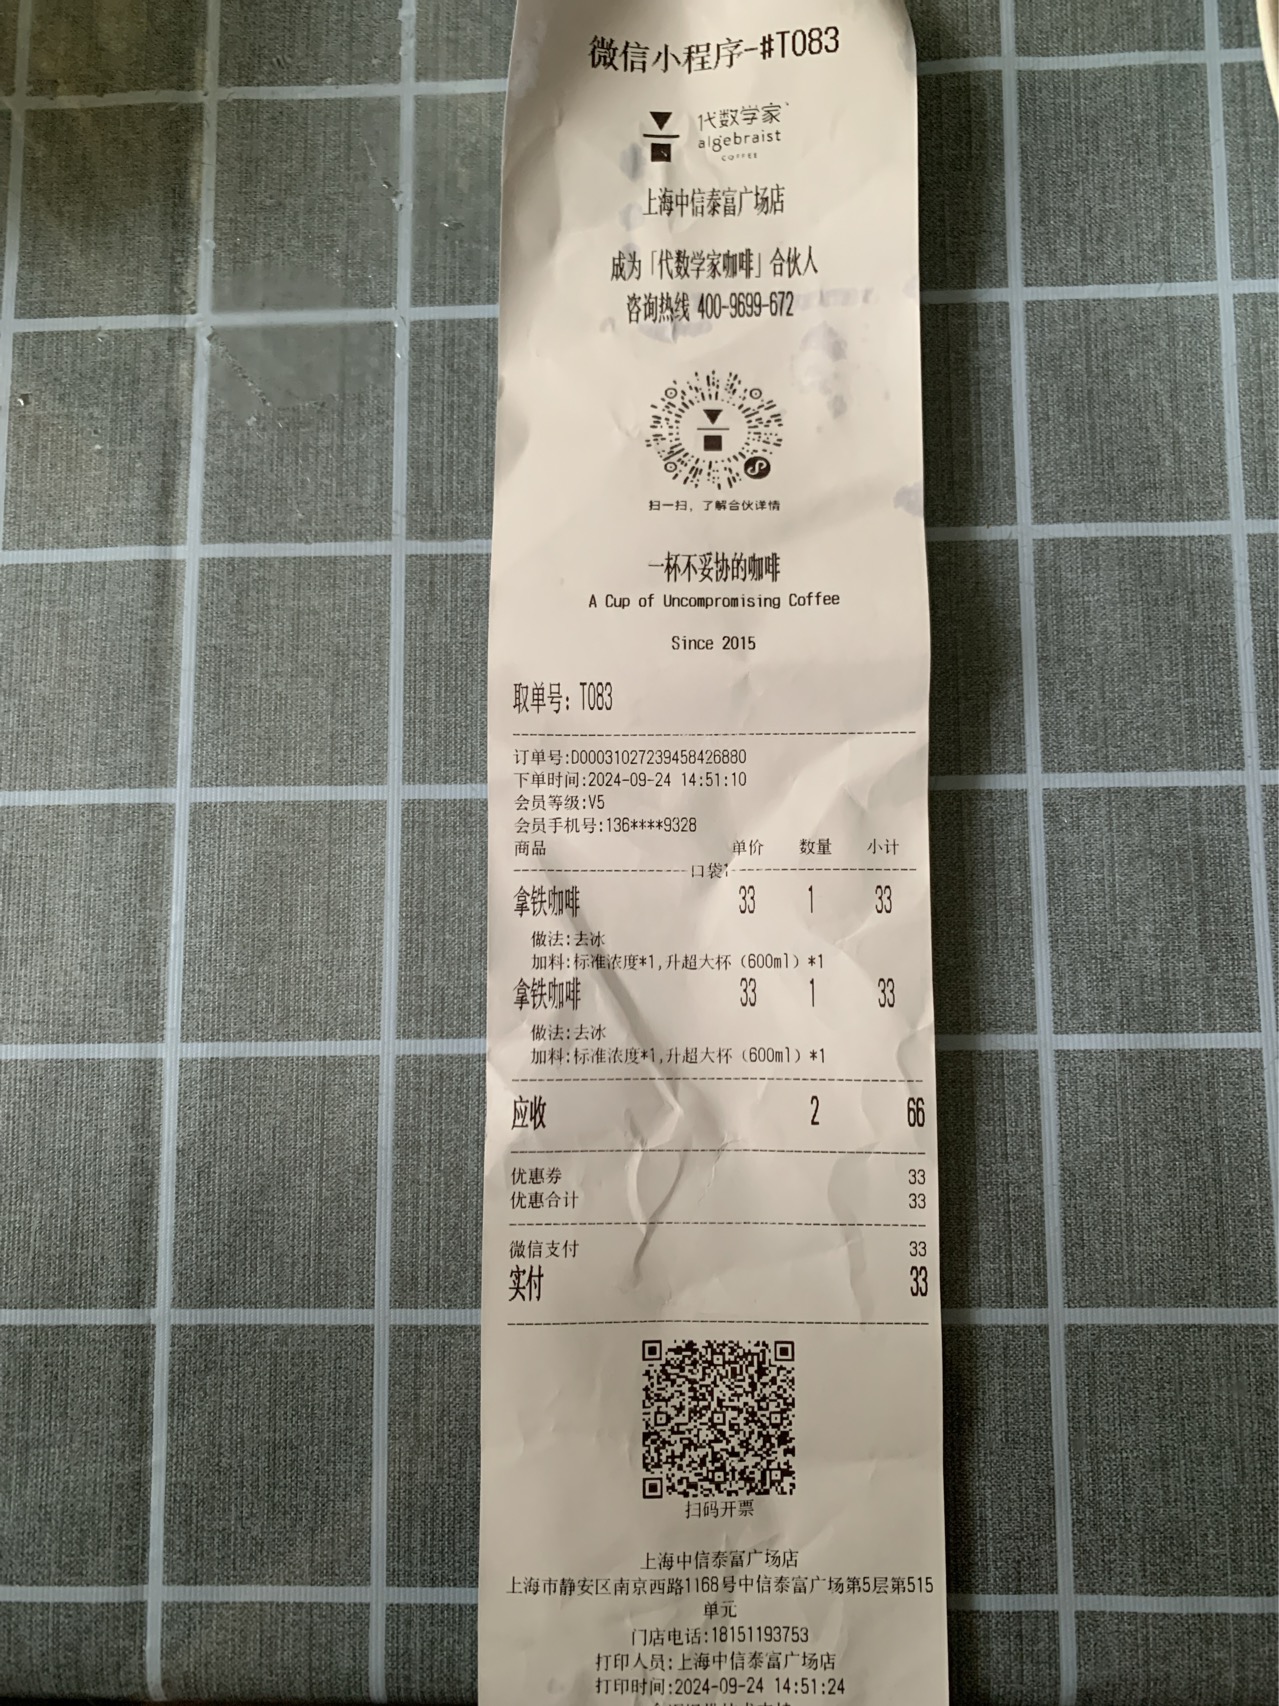 微信小程序-#T083
代数学家
algebraist
COFFEE
上海中信泰富广场店
成为「代数学家咖啡」合伙人
咨询热线 400-9699-672
扫一扫，了解合伙详情
一杯不妥协的咖啡
A Cup of Uncompromising Coffee
Since 2015
取单号: T083
订单号:D00031027239458426880
下单时间:2024-09-24 14:51:10
会员等级:V5
会员手机号:136****9328
商品 单价 数量 小计
口袋1
拿铁咖啡 33 1 33
做法:去冰
加料:标准浓度*1,升超大杯（600ml）*1
拿铁咖啡 33 1 33
做法:去冰
加料:标准浓度*1,升超大杯（600ml）*1
应收 2 66
优惠券 33
优惠合计 33
微信支付 33
实付 33
扫码开票
上海中信泰富广场店
上海市静安区南京西路1168号中信泰富广场第5层第515
单元
门店电话:18151193753
打印人员:上海中信泰富广场店
打印时间:2024-09-24 14:51:24